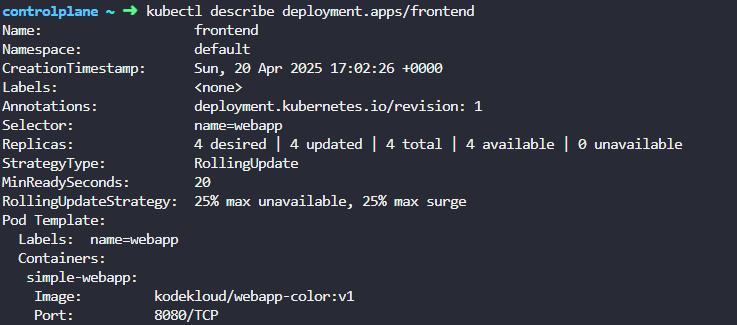 controlplane ~ ➜ kubectl describe deployment.apps/frontend
Name:                   frontend
Namespace:              default
CreationTimestamp:      Sun, 20 Apr 2025 17:02:26 +0000
Labels:                 <none>
Annotations:            deployment.kubernetes.io/revision: 1
Selector:               name=webapp
Replicas:               4 desired | 4 updated | 4 total | 4 available | 0 unavailable
StrategyType:           RollingUpdate
MinReadySeconds:        20
RollingUpdateStrategy:  25% max unavailable, 25% max surge
Pod Template:
  Labels:  name=webapp
  Containers:
   simple-webapp:
    Image:         kodekloud/webapp-color:v1
    Port:          8080/TCP